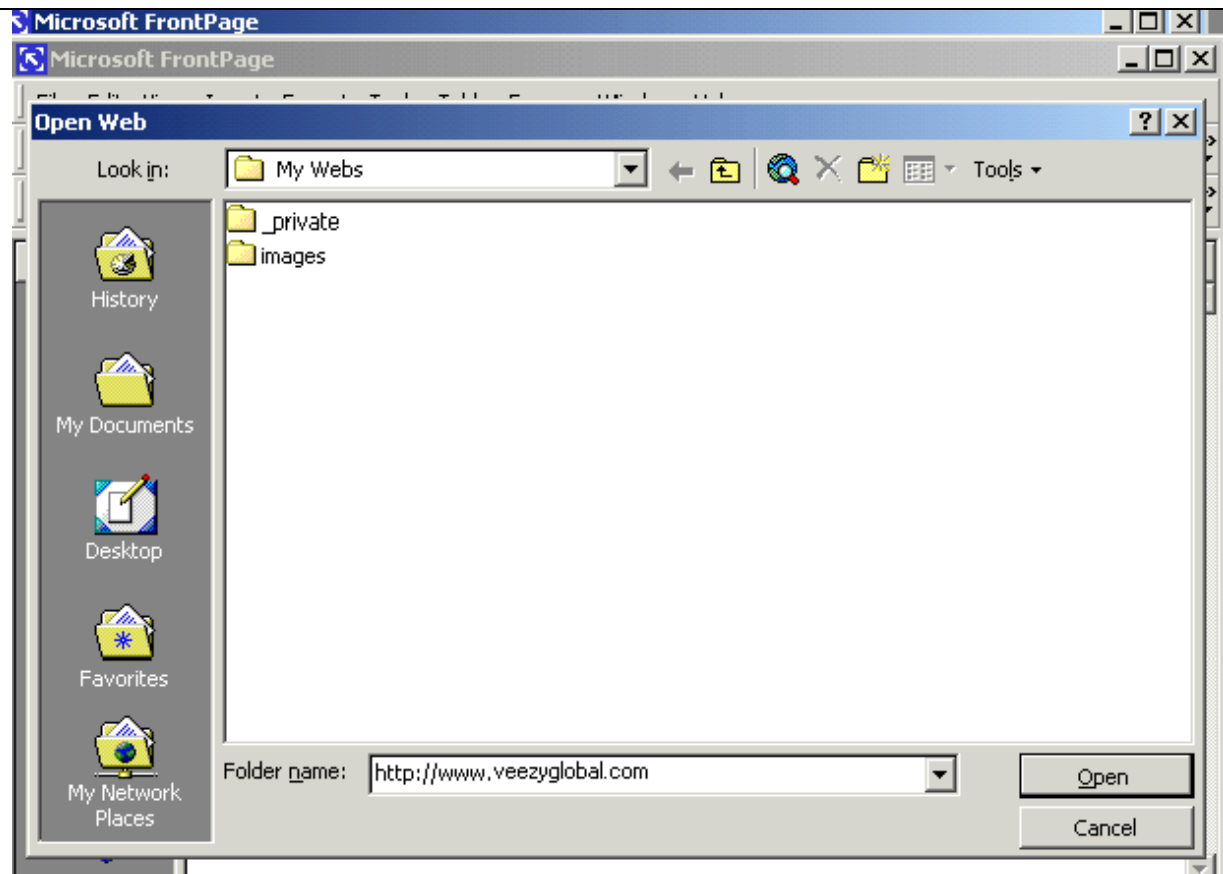 Microsoft FrontPage
Microsoft FrontPage
Open Web
Look in:
My Webs
Tools
_private
images
History
My Documents
Desktop
Favorites
My Network
Places
Folder name:
http://www.veezyglobal.com
Open
Cancel